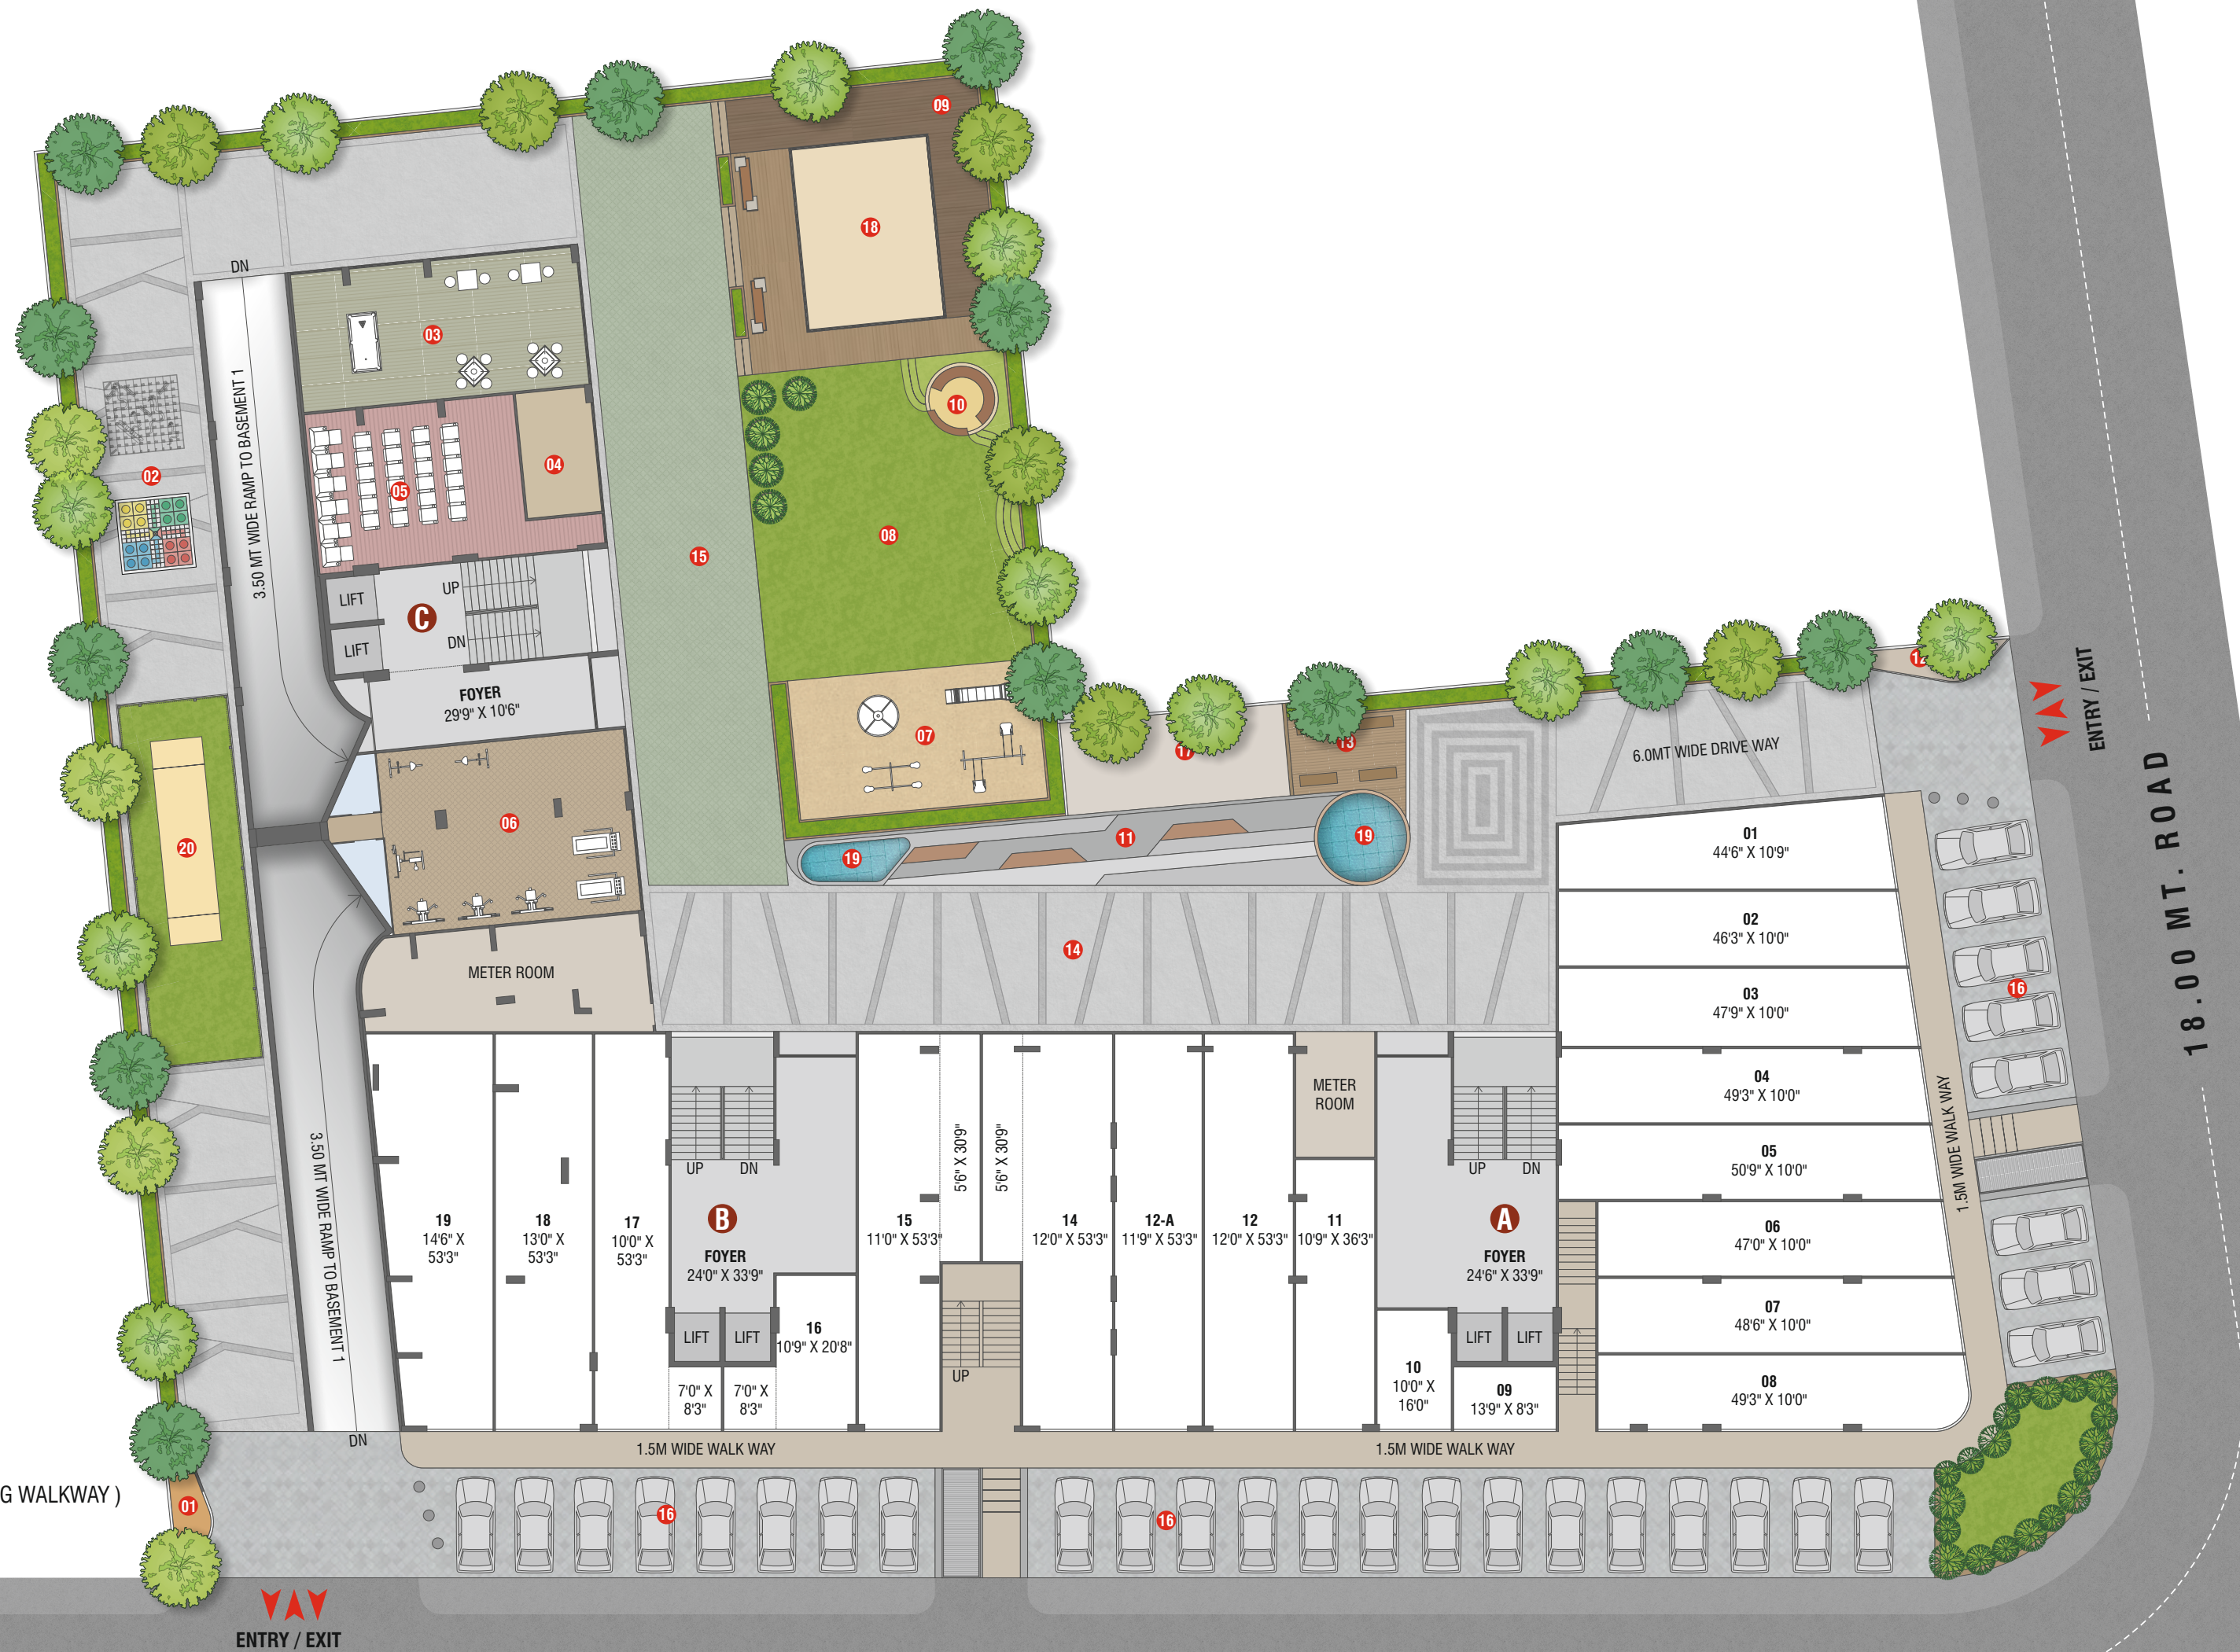 09
18
DN
03
3.50 MT WIDE RAMP TO BASEMENT 1
10
04
02
05
08
15
LIFT
UP
C
LIFT
DN
12
ENTRY / EXIT
FOYER
29'9" X 10'6"
07
17
13
6.0MT WIDE DRIVE WAY
18.00 MT. ROAD
06
11
19
19
20
01
44'6" X 10'9"
02
46'3" X 10'0"
14
METER ROOM
03
47'9" X 10'0"
16
04
49'3" X 10'0"
METER
ROOM
05
50'9" X 10'0"
1.5M WIDE WALK WAY
UP
DN
5'6" X 30'9"
5'6" X 30'9"
UP
DN
3.50 MT WIDE RAMP TO BASEMENT 1
19
14'6" X
53'3"
18
13'0" X
53'3"
17
10'0" X
53'3"
B
FOYER
24'0" X 33'9"
15
11'0" X 53'3"
14
12'0" X 53'3"
12-A
11'9" X 53'3"
12
12'0" X 53'3"
11
10'9" X 36'3"
A
FOYER
24'6" X 33'9"
06
47'0" X 10'0"
07
48'6" X 10'0"
LIFT
LIFT
16
10'9" X 20'8"
LIFT
LIFT
UP
7'0" X
8'3"
7'0" X
8'3"
10
10'0" X
16'0"
09
13'9" X 8'3"
08
49'3" X 10'0"
DN
1.5M WIDE WALK WAY
1.5M WIDE WALK WAY
G WALKWAY )
01
16
16
ENTRY / EXIT